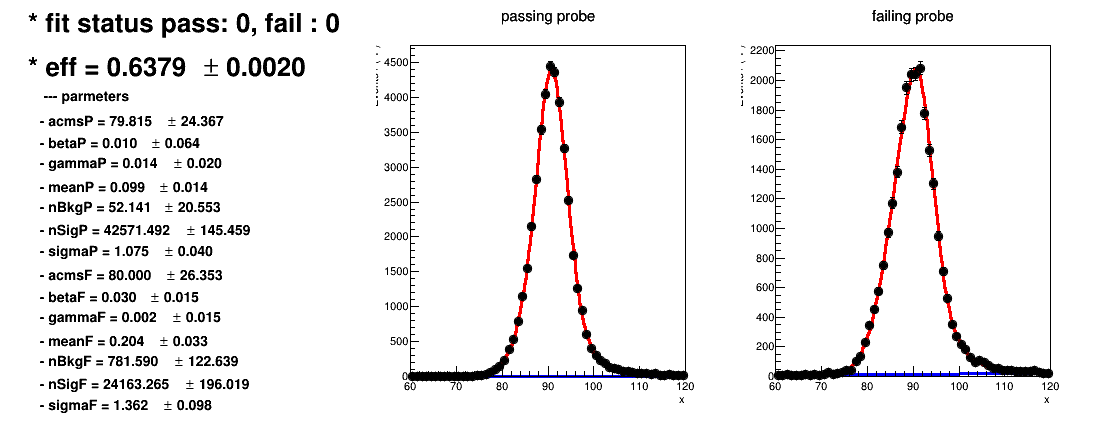 * fit status pass: 0, fail : 0
* eff = 0.6379 ± 0.0020
--- parmeters
- acmsP = 79.815 ± 24.367
- betaP = 0.010 ± 0.064
- gammaP = 0.014 ± 0.020
- meanP = 0.099 ± 0.014
- nBkgP = 52.141 ± 20.553
- nSigP = 42571.492 ± 145.459
- sigmaP = 1.075 ± 0.040
- acmsF = 80.000 ± 26.353
- betaF = 0.030 ± 0.015
- gammaF = 0.002 ± 0.015
- meanF = 0.204 ± 0.033
- nBkgF = 781.590 ± 122.639
- nSigF = 24163.265 ± 196.019
- sigmaF = 1.362 ± 0.098
passing probe
4500
4000
3500
3000
2500
2000
1500
1000
500
0
60 70 80 90 100 110 120
x
failing probe
2200
2000
1800
1600
1400
1200
1000
800
600
400
200
0
60 70 80 90 100 110 120
x